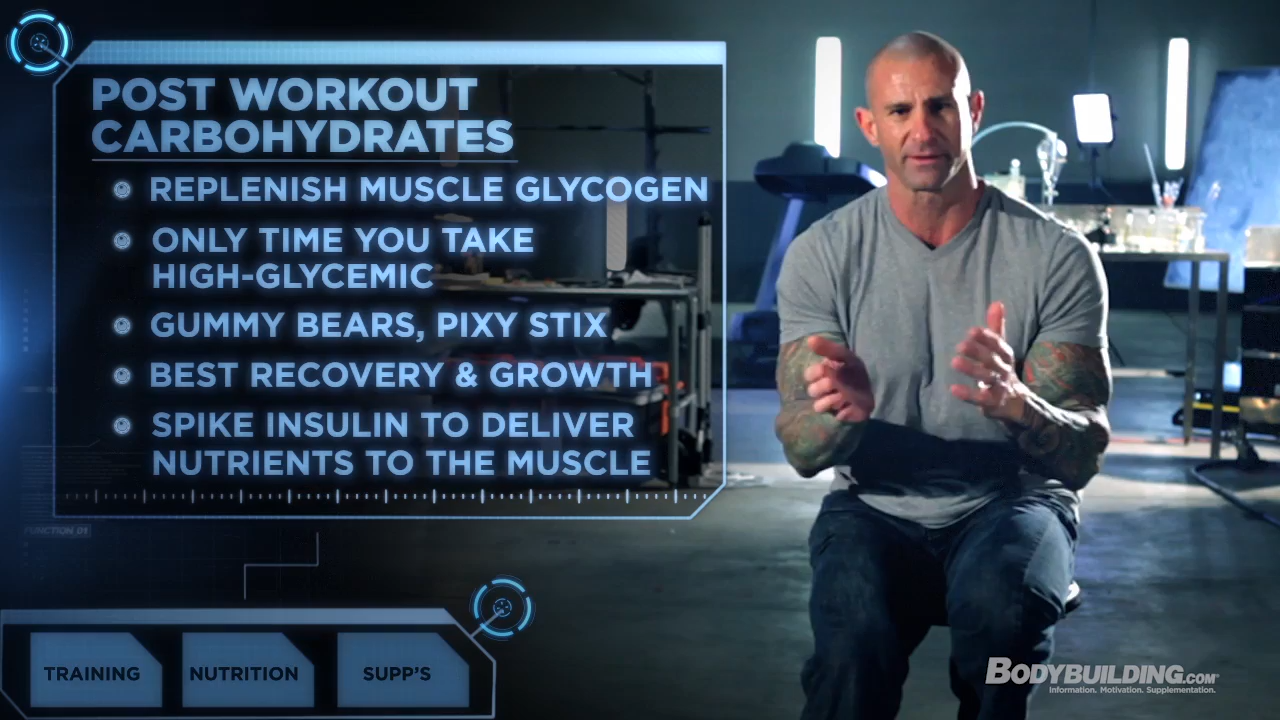 POST WORKOUT
CARBOHYDRATES
REPLENISH MUSCLE GLYCOGEN
ONLY TIME YOU TAKE
HIGH-GLYCEMIC
GUMMY BEARS, PIXY STIX
BEST RECOVERY & GROWTH
SPIKE INSULIN TO DELIVER
NUTRIENTS TO THE MUSCLE
FUNCTION 01
TRAINING
NUTRITION
SUPP'S
BODYBUILDING.COM
Information. Motivation. Supplementation.